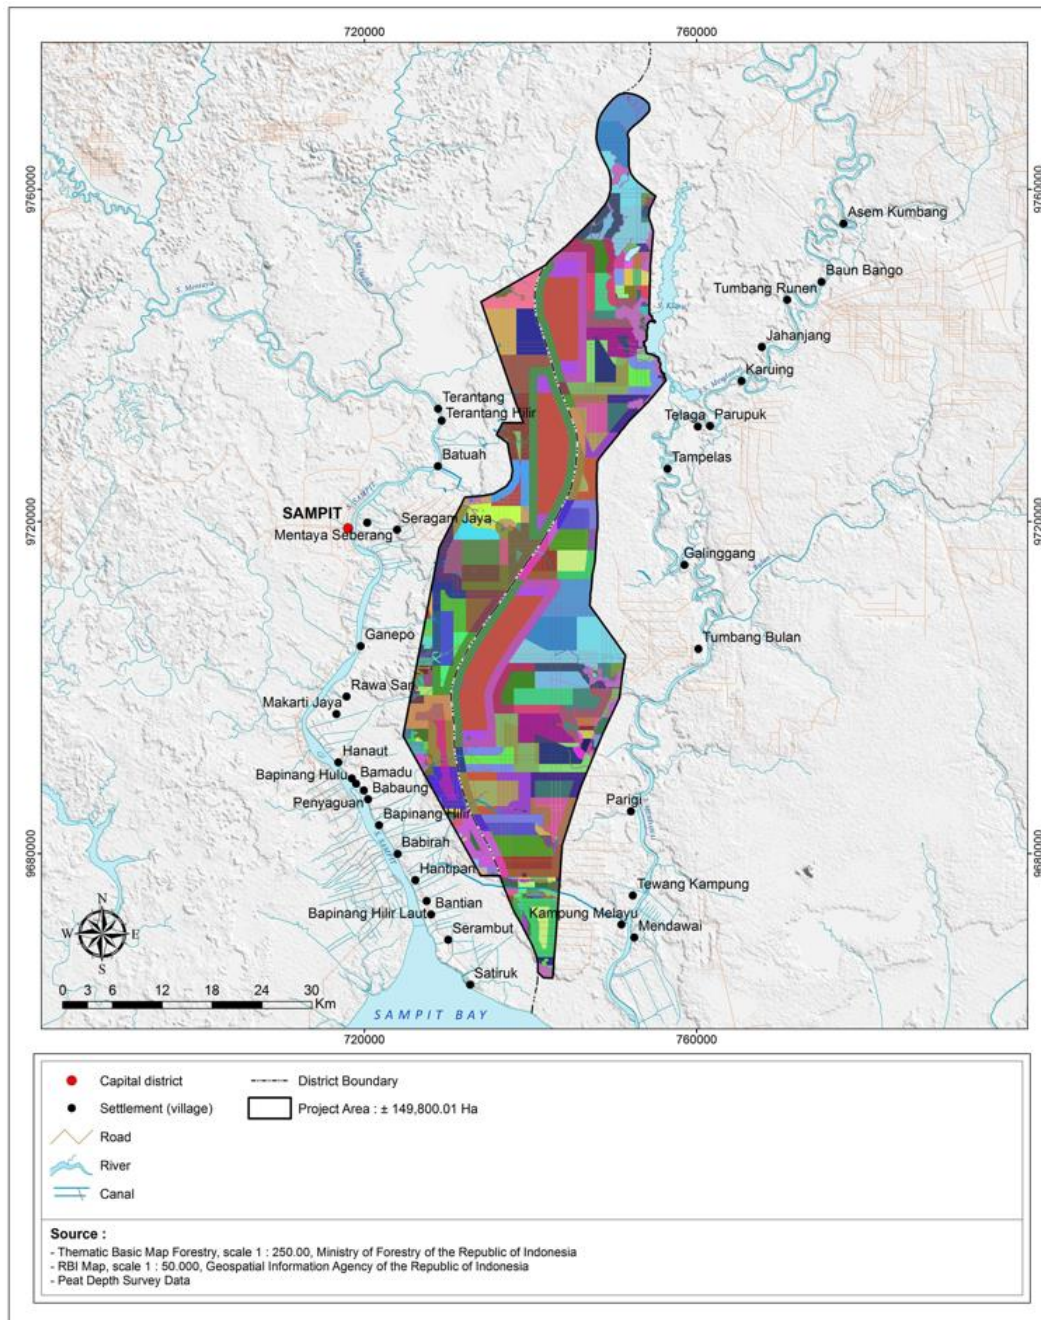 720000
760000
9760000
9760000
Asem Kumbang
Baun Bango
Tumbang Runen
S. Mentaya
Jahanjang
Karuing
Terantang
Terantang Hilir
Telaga
Parupuk
Batuah
Tampelas
SAMPIT
Seragam Jaya
Mentaya Seberang
9720000
9720000
Galinggang
Ganepo
Tumbang Bulan
Rawa Sari
Makarti Jaya
Hanaut
Bapinang Hulu
Bamadu
Babaung
Penyaguan
Parigi
Bapinang Hilir
S. SAMPIT
Babirah
9680000
9680000
Hantipan
Tewang Kampung
Bantian
Bapinang Hilir Laut
Kampung Melayu
Mendawai
Serambut
N
W
E
S
Satiruk
0 3 6 12 18 24 30
Km
SAMPIT BAY
720000
760000
Capital district
District Boundary
Settlement (village)
Project Area : ± 149,800.01 Ha
Road
River
Canal
Source :
- Thematic Basic Map Forestry, scale 1 : 250.00, Ministry of Forestry of the Republic of Indonesia
- RBI Map, scale 1 : 50.000, Geospatial Information Agency of the Republic of Indonesia
- Peat Depth Survey Data